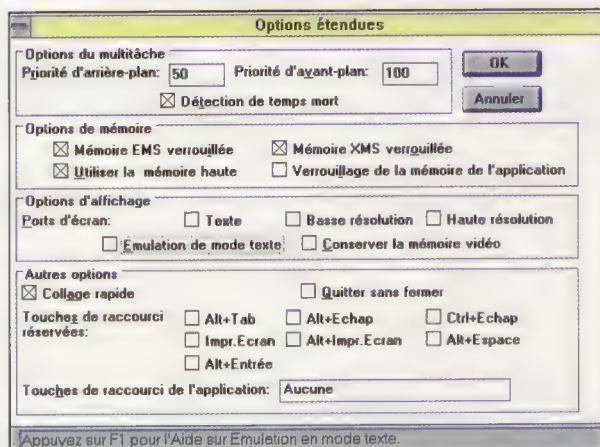 Options étendues
Options du multitâche
Priorité d'arrière-plan: 50 Priorité d'avant-plan: 100
OK
Détection de temps mort
Annuler
Options de mémoire
Mémoire EMS verrouillée Mémoire XMS verrouillée
Utiliser la mémoire haute Verrouillage de la mémoire de l'application
Options d'affichage
Ports d'écran: Texte Basse résolution Haute résolution
Emulation de mode texte Conserver la mémoire vidéo
Autres options
Collage rapide Quitter sans fermer
Touches de raccourci réservées: Alt+Tab Alt+Echap Ctrl+Echap
Impr.Ecran Alt+Impr.Ecran Alt+Espace
Alt+Entrée
Touches de raccourci de l'application: Aucune
Appuyez sur F1 pour l'Aide sur Emulation en mode texte.